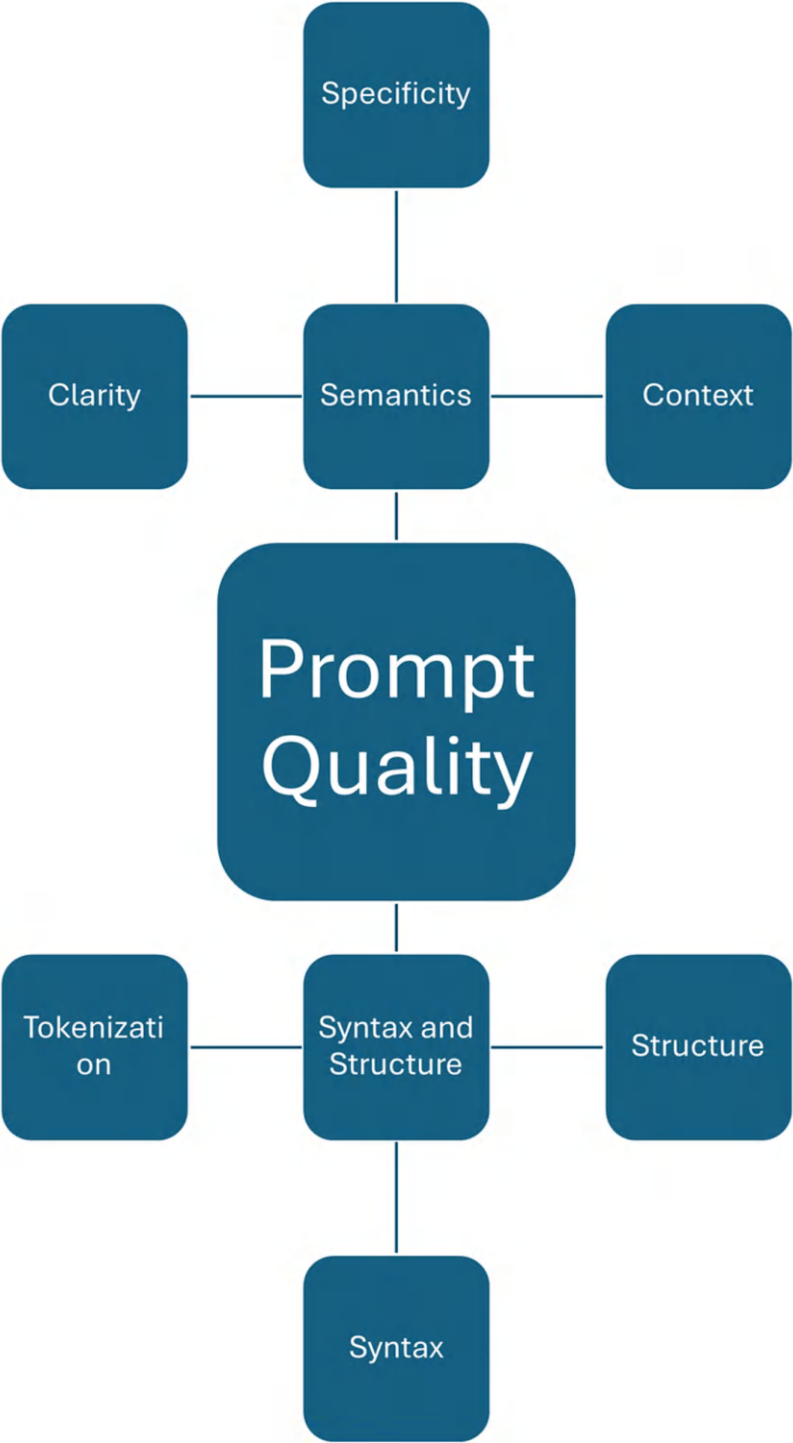 Specificity
Clarity
Semantics
Context
Prompt
Quality
Tokenizati
on
Syntax and
Structure
Structure
Syntax